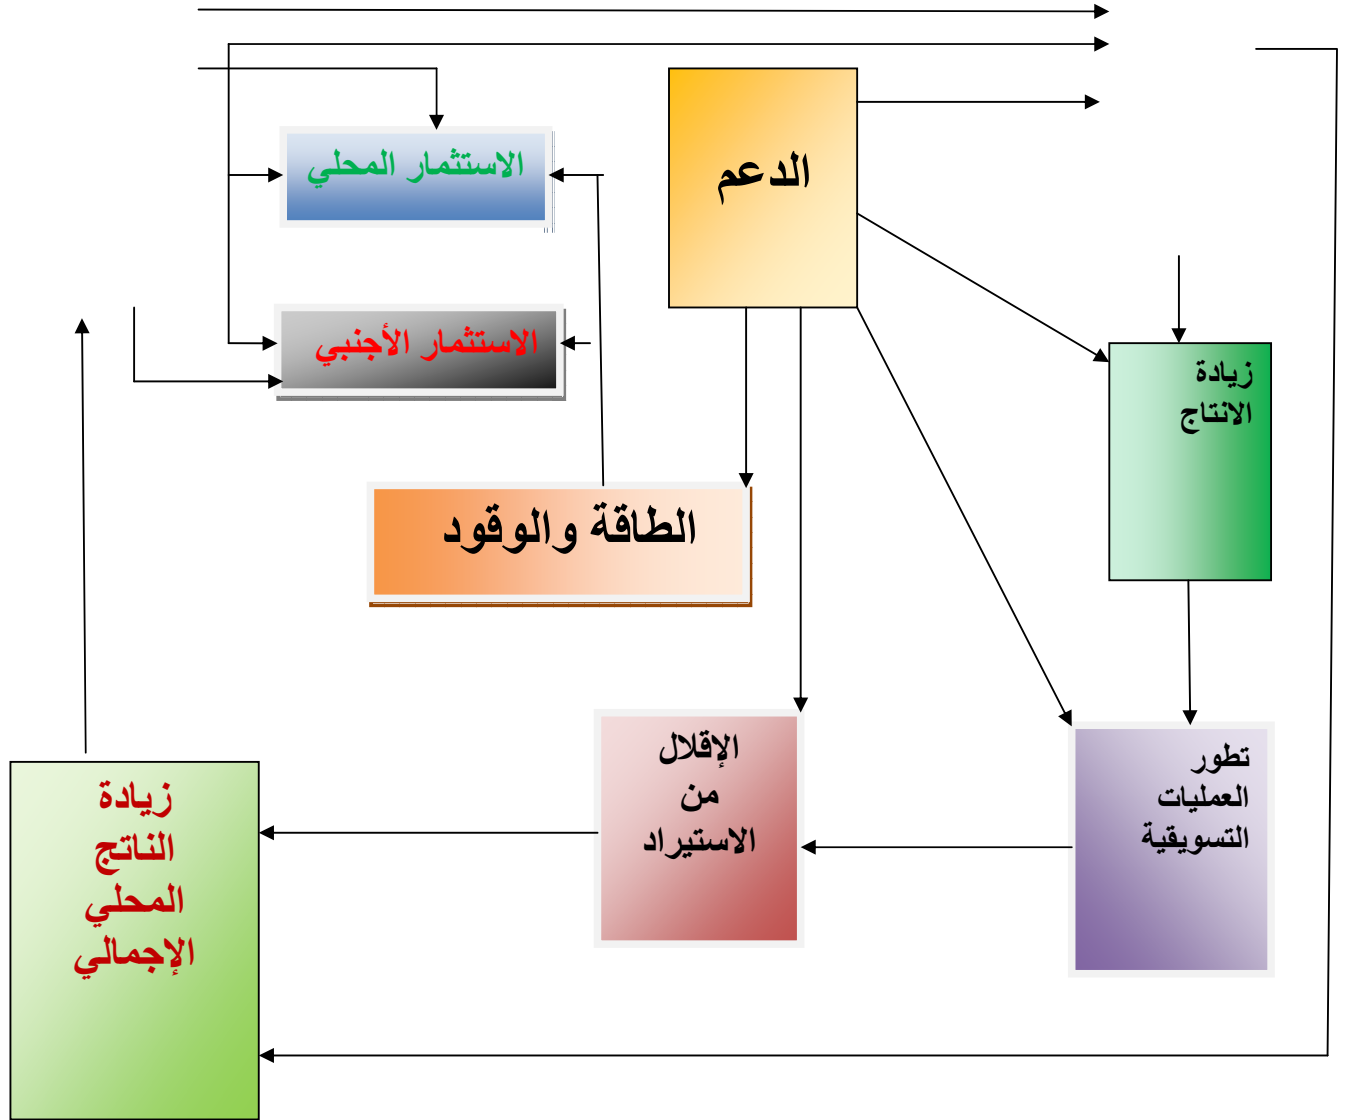 الاستثمار المحلي
الدعم
الاستثمار الأجنبي
زيادة
الانتاج
الطاقة والوقود
الإقلال
من
الاستيراد
تطور
العمليات
التسويقية
زيادة
الناتج
المحلي
الإجمالي